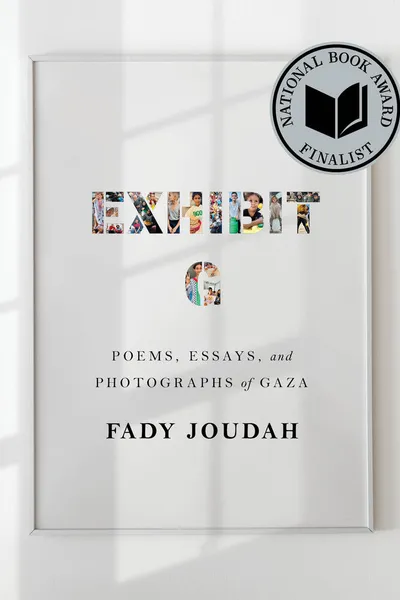 NATIONAL BOOK AWARD
FINALIST
EXHIBIT
G
POEMS, ESSAYS, and
PHOTOGRAPHS of GAZA
FADY JOUDAH